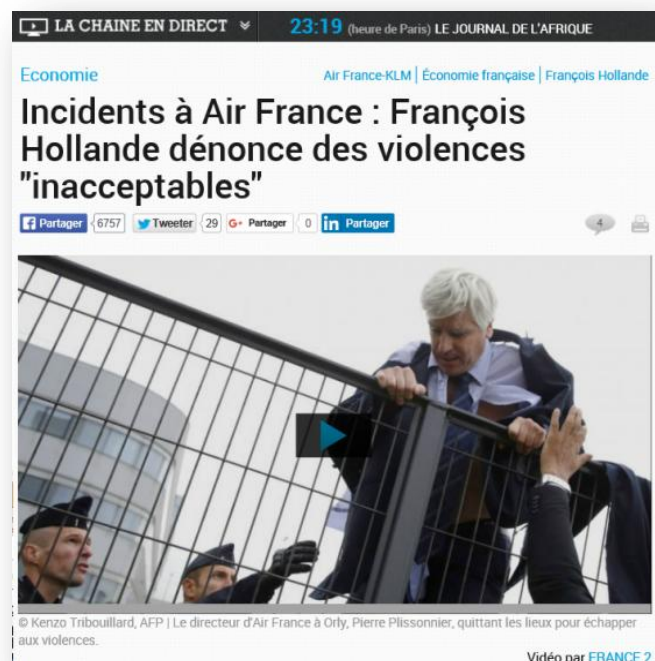 LA CHAINE EN DIRECT 23:19 (heure de Paris) LE JOURNAL DE L'AFRIQUE
Economie Air France-KLM | Économie française | François Hollande
Incidents à Air France : François
Hollande dénonce des violences
"inacceptables"
Partager 6757 Tweeter 29 G+ Partager 0 in Partager 4
© Kenzo Tribouillard, AFP | Le directeur d'Air France à Orly, Pierre Plissonnier, quittant les lieux pour échapper
aux violences.
Vidéo par FRANCE 2